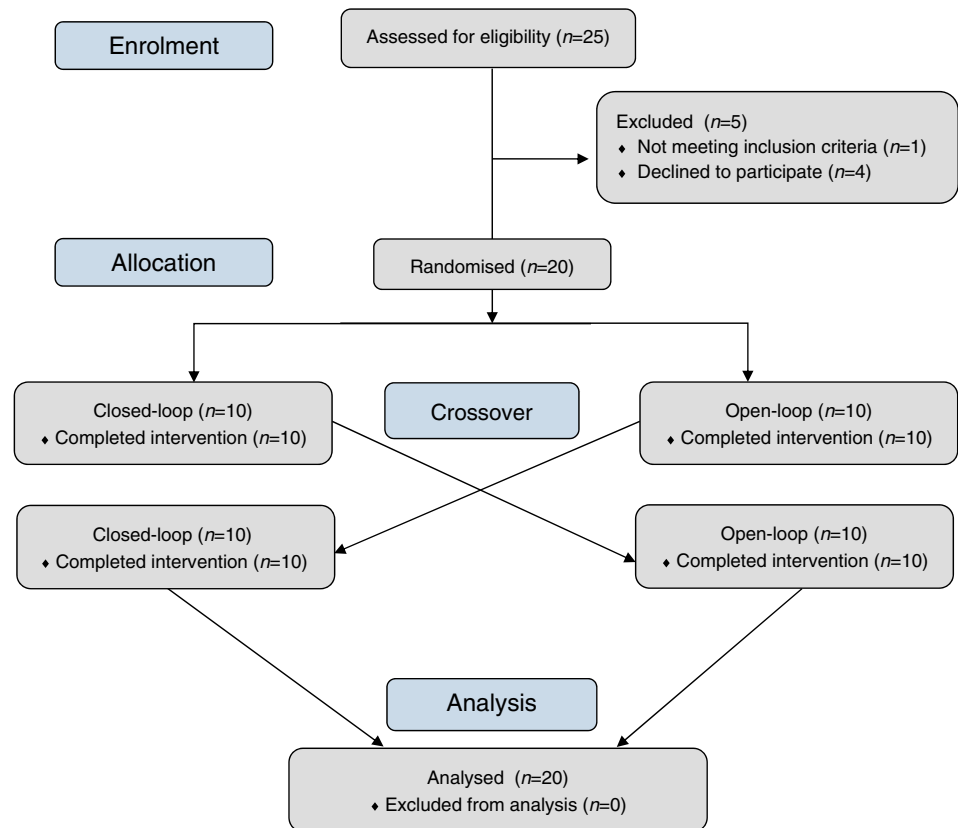 Enrolment
Assessed for eligibility (n=25)
Excluded (n=5)
♦ Not meeting inclusion criteria (n=1)
♦ Declined to participate (n=4)
Allocation
Randomised (n=20)
Closed-loop (n=10)
♦ Completed intervention (n=10)
Crossover
Open-loop (n=10)
♦ Completed intervention (n=10)
Closed-loop (n=10)
♦ Completed intervention (n=10)
Open-loop (n=10)
♦ Completed intervention (n=10)
Analysis
Analysed (n=20)
♦ Excluded from analysis (n=0)